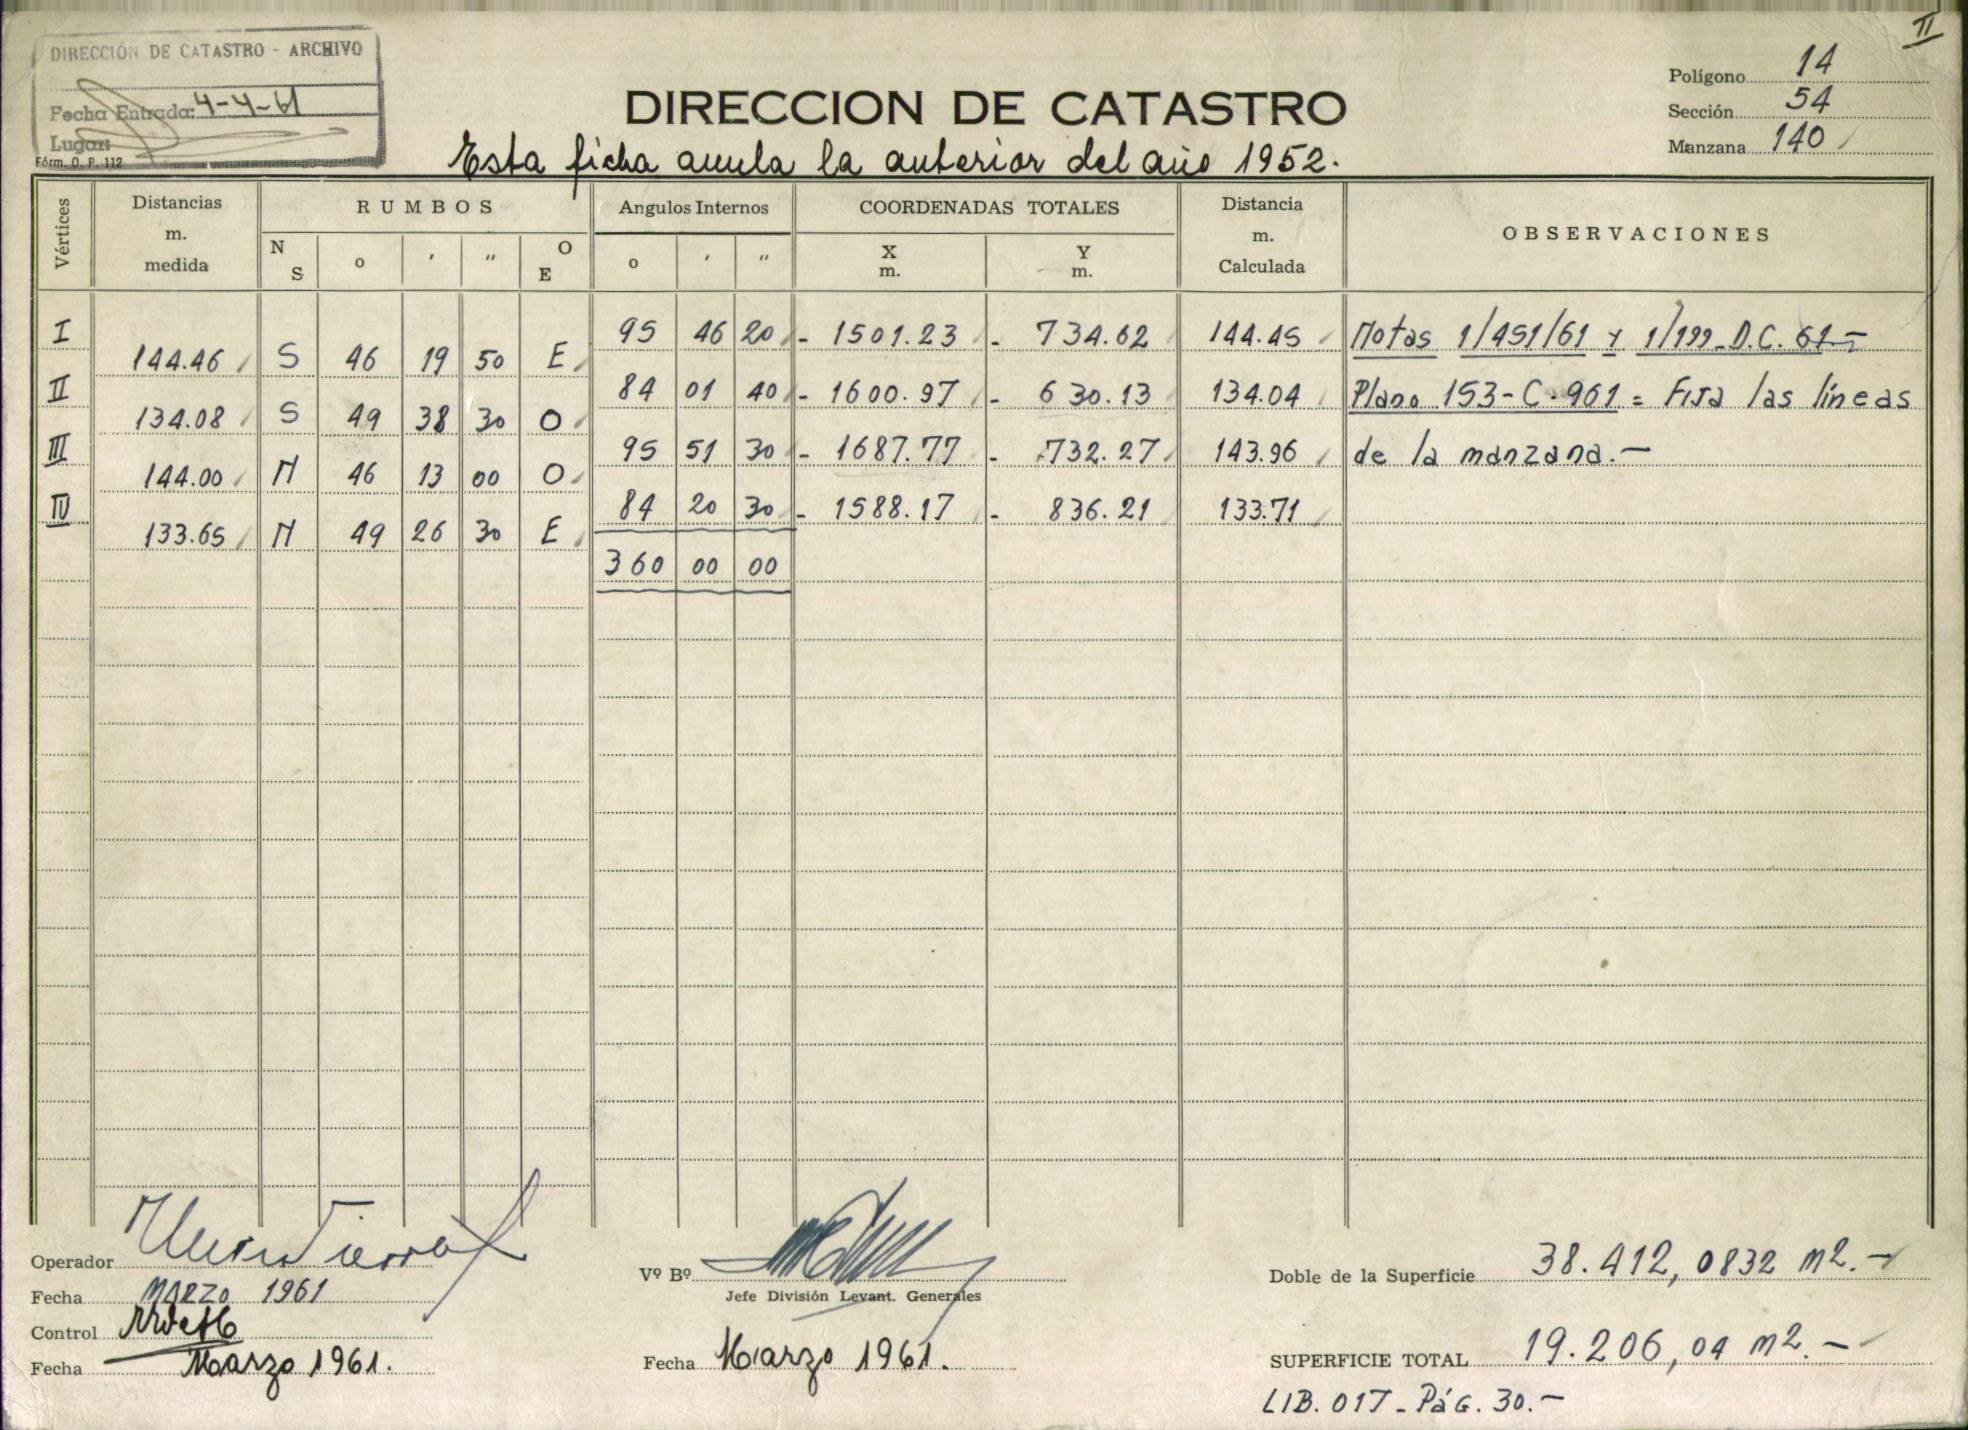 II
DIRECCIÓN DE CATASTRO - ARCHIVO
Fecha Entrada: 4-4-61
Lugar:
Fórm. O. P. 112
DIRECCION DE CATASTRO
Esta ficha anula la anterior del año 1952.
Polígono 14
Sección 54
Manzana 140
Vértices Distancias m. medida RUMBOS Angulos Internos COORDENADAS TOTALES Distancia m. Calculada OBSERVACIONES
N S o ' " O E o ' " X m. Y m.
I 95 46 20 - 1501.23 - 734.62 144.45 Notas 1/451/61 y 1/199-D.C. 61-
144.46 S 46 19 50 E
II 84 01 40 - 1600.97 - 630.13 134.04 Plano 153-C-961 = Fija las líneas
134.08 S 49 38 30 O
III 95 51 30 - 1687.77 - 732.27 143.96 de la manzana.-
144.00 N 46 13 00 O
IV 84 20 30 - 1588.17 - 836.21 133.71
133.65 N 49 26 30 E
360 00 00
Operador
Fecha MARZO 1961
Control
Fecha Marzo 1961.
Vº Bº
Jefe División Levant. Generales
Fecha Marzo 1961.
Doble de la Superficie 38.412,0832 m2.-
SUPERFICIE TOTAL 19.206,04 m2.-
LIB. 017 - Pág. 30.-